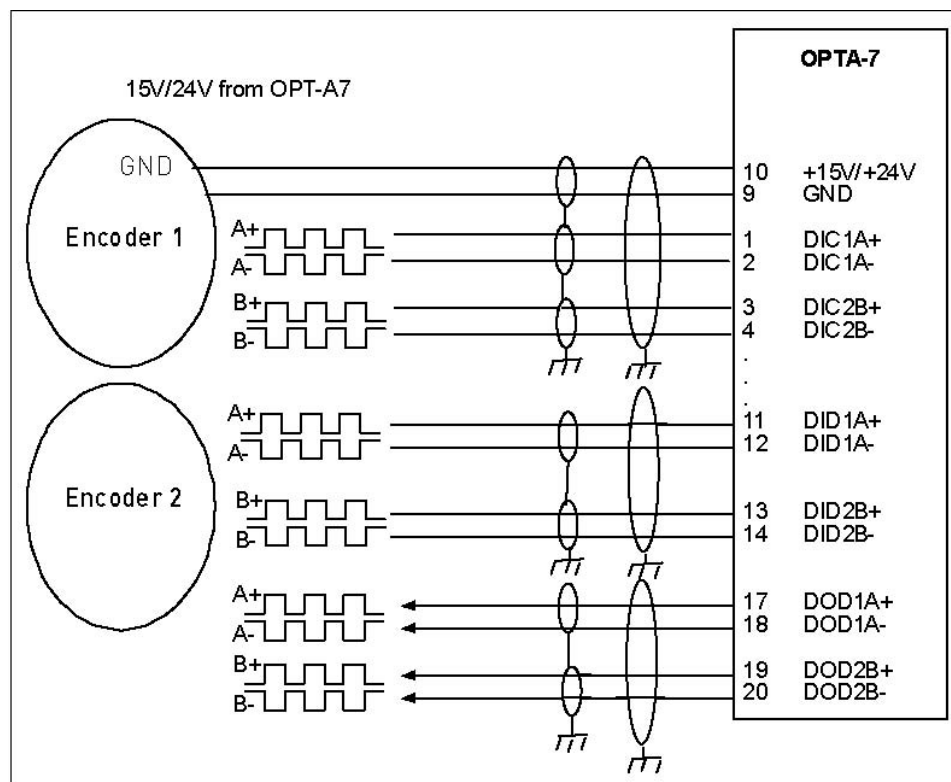 OPTA-7
15V/24V from OPT-A7
GND
10 +15V/+24V
9 GND
Encoder 1
A+
1 DIC1A+
A-
2 DIC1A-
B+
3 DIC2B+
B-
4 DIC2B-
.
.
.
.
A+
11 DID1A+
A-
12 DID1A-
Encoder 2
B+
13 DID2B+
B-
14 DID2B-
A+
17 DOD1A+
A-
18 DOD1A-
B+
19 DOD2B+
B-
20 DOD2B-